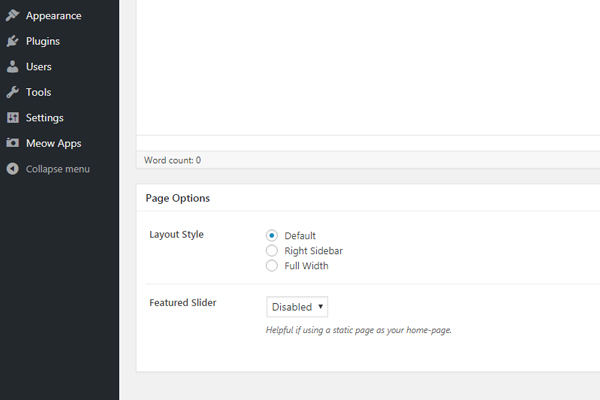 Appearance
Plugins
Users
Tools
Settings
Meow Apps
Collapse menu
Word count: 0
Page Options
Layout Style
Default
Right Sidebar
Full Width
Featured Slider
Disabled
Helpful if using a static page as your home-page.